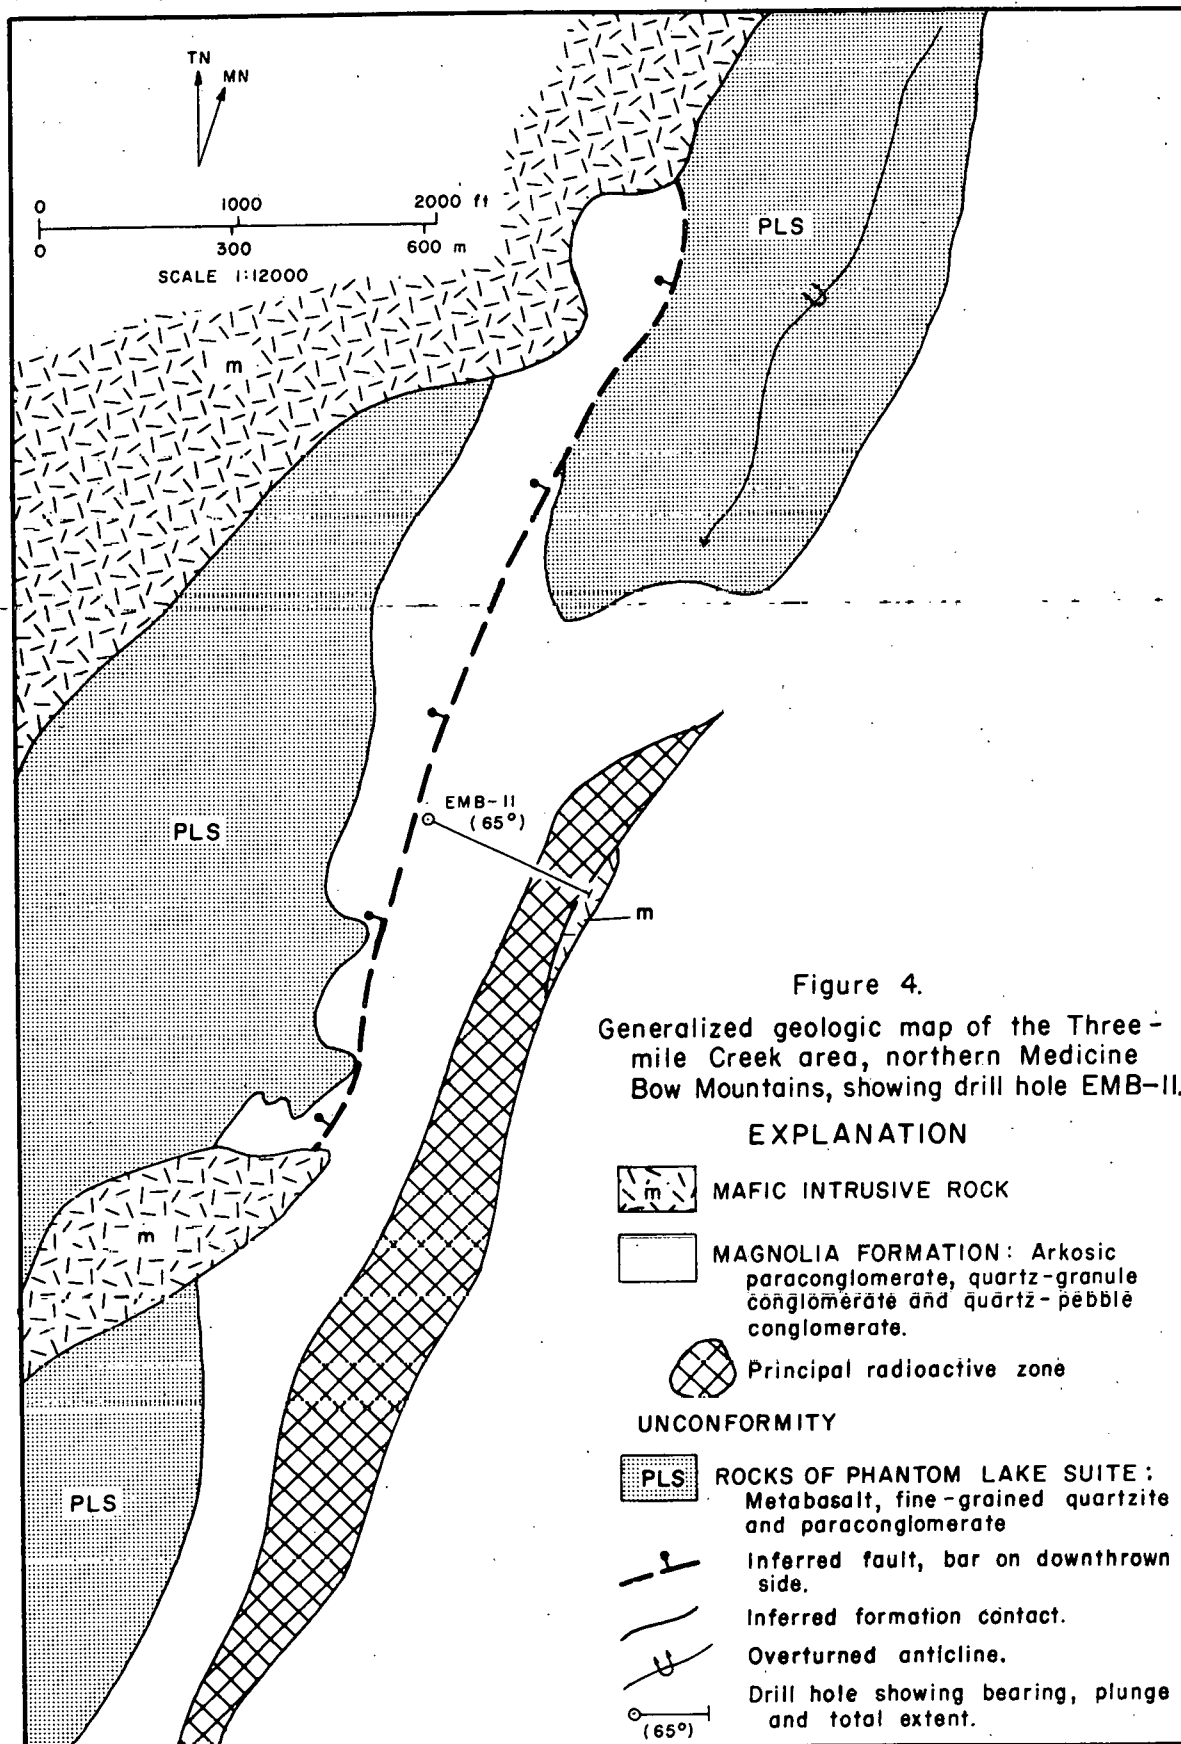 TN
MN
0 1000 2000 ft
0 300 600 m
SCALE 1:12000
PLS
m
EMB-11
(65°)
PLS
m
m
PLS
Figure 4.
Generalized geologic map of the Three-
mile Creek area, northern Medicine
Bow Mountains, showing drill hole EMB-11.
EXPLANATION
m MAFIC INTRUSIVE ROCK
MAGNOLIA FORMATION: Arkosic
paraconglomerate, quartz-granule
conglomerate and quartz-pebble
conglomerate.
Principal radioactive zone
UNCONFORMITY
PLS ROCKS OF PHANTOM LAKE SUITE:
Metabasalt, fine-grained quartzite
and paraconglomerate
Inferred fault, bar on downthrown
side.
Inferred formation contact.
Overturned anticline.
Drill hole showing bearing, plunge
and total extent.
(65°)